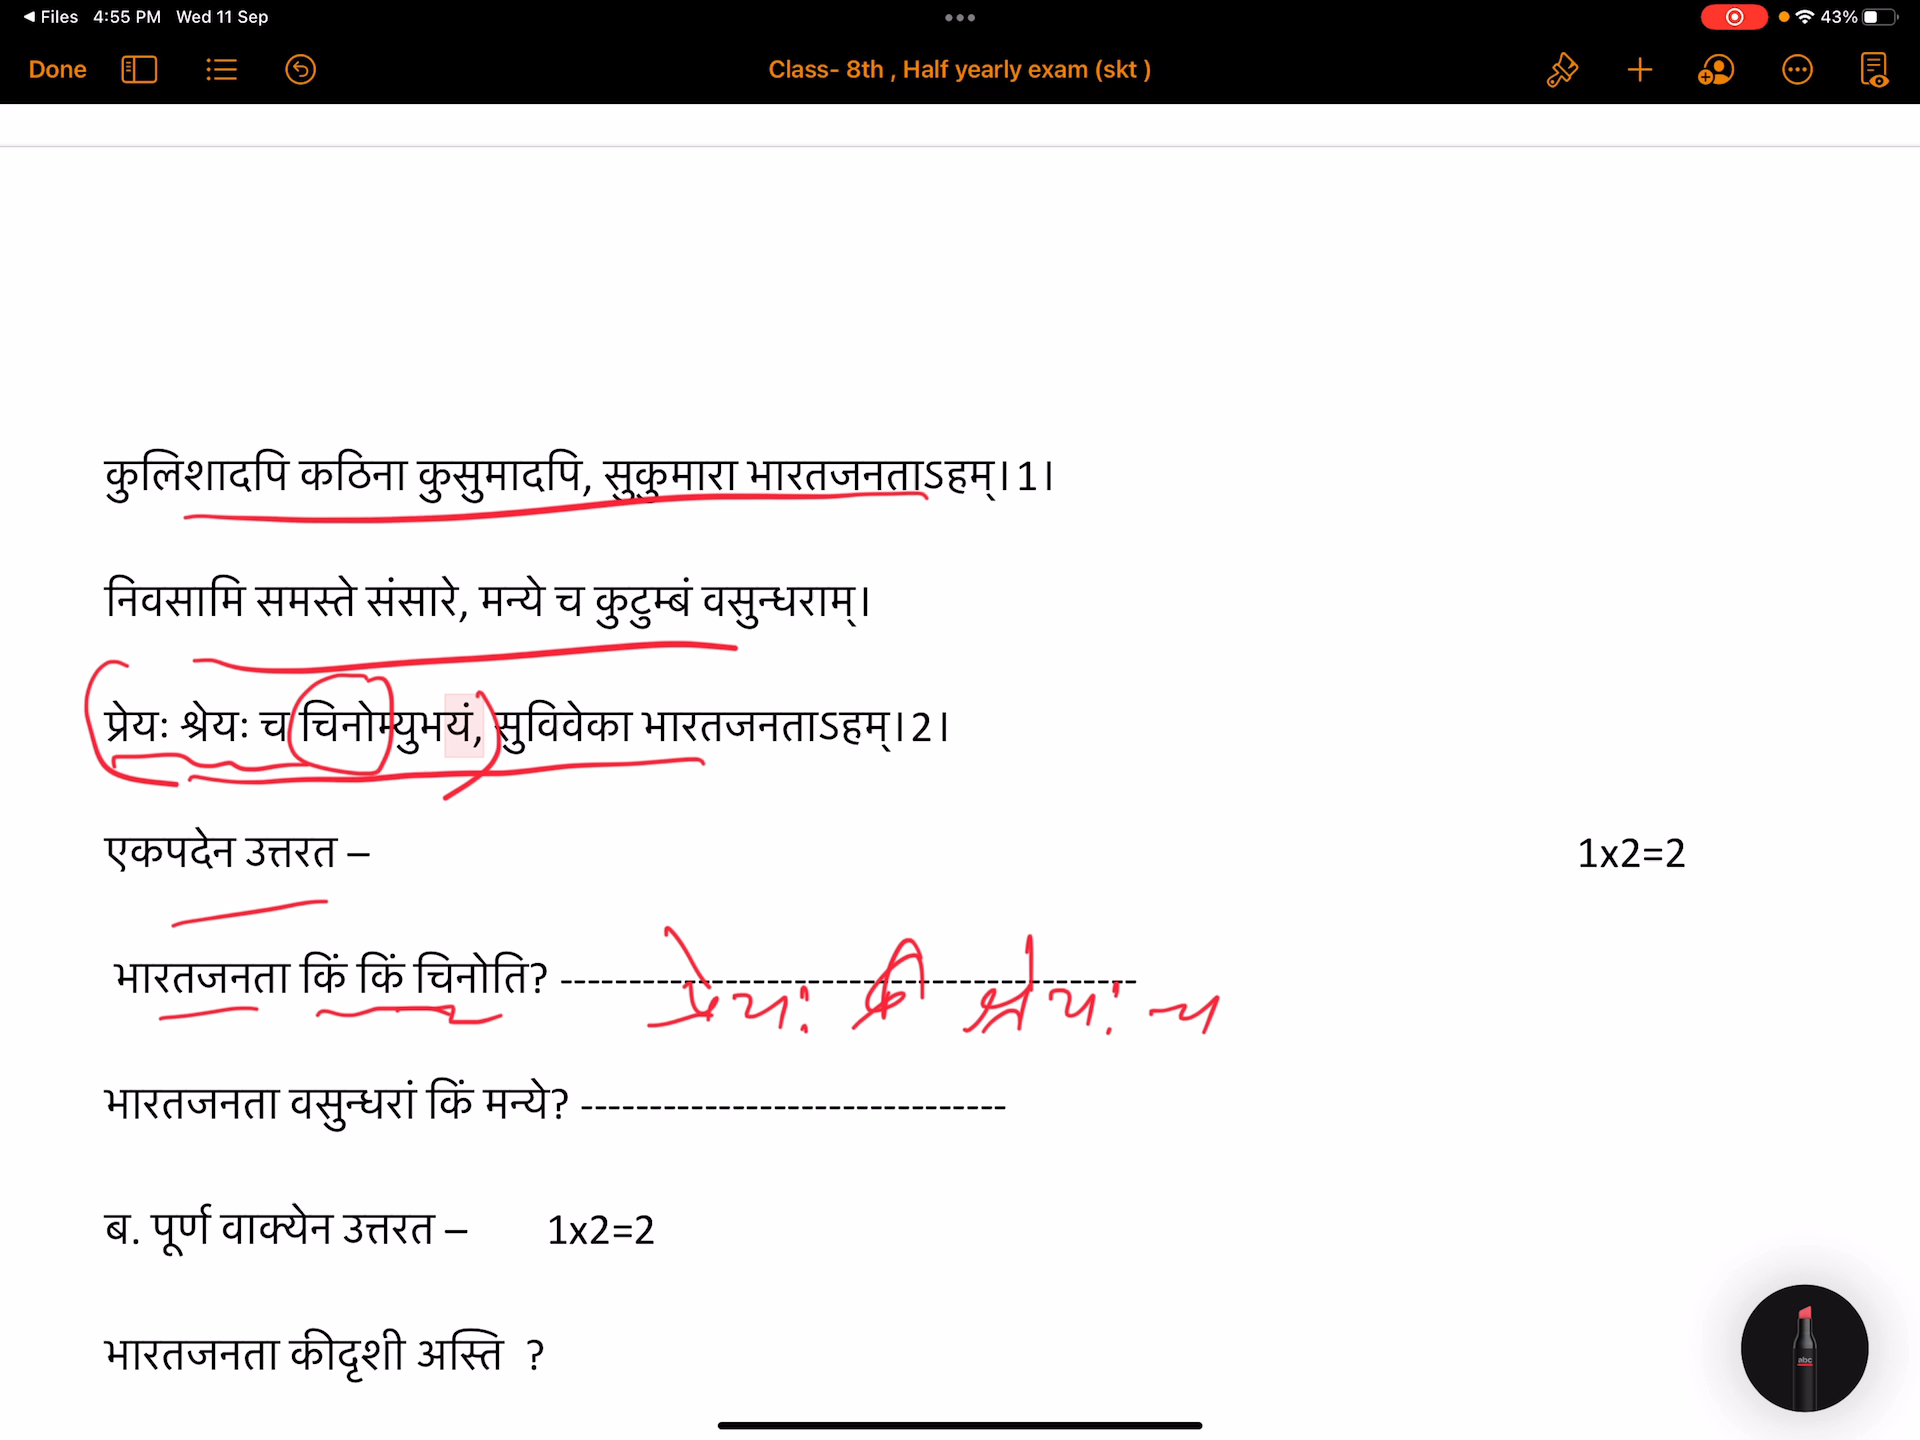 Files 4:55 PM Wed 11 Sep 43%
Done Class- 8th , Half yearly exam (skt )
कुलिशादपि कठिना कुसुमादपि, सुकुमारा भारतजनताऽहम्।1।
निवसामि समस्ते संसारे, मन्ये च कुटुम्बं वसुन्धराम्।
प्रेयः श्रेयः च चिनोम्युभयं, सुविवेका भारतजनताऽहम्।2।
एकपदेन उत्तरत – 1x2=2
भारतजनता किं किं चिनोति? ------------------------------------------ प्रेयः श्रेयः च
भारतजनता वसुन्धरां किं मन्ये? -------------------------------
ब. पूर्ण वाक्येन उत्तरत – 1x2=2
भारतजनता कीदृशी अस्ति ?
abc